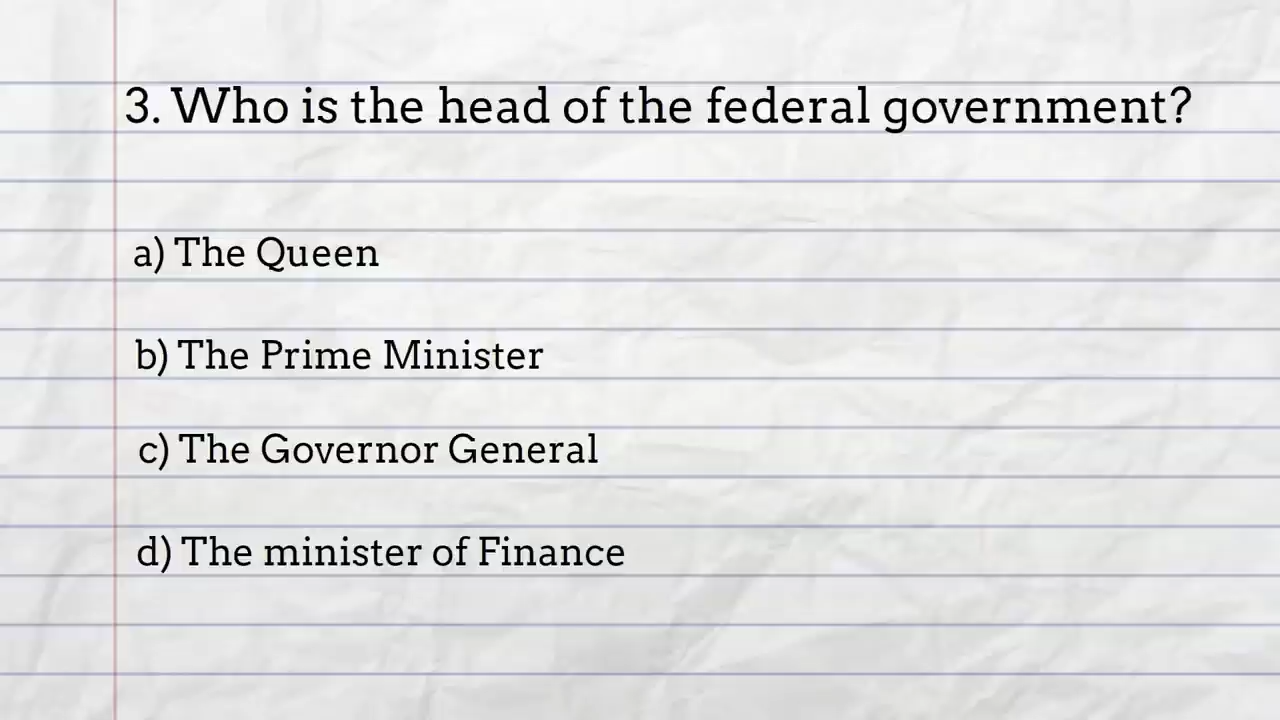 3. Who is the head of the federal government?
a) The Queen
b) The Prime Minister
c) The Governor General
d) The minister of Finance